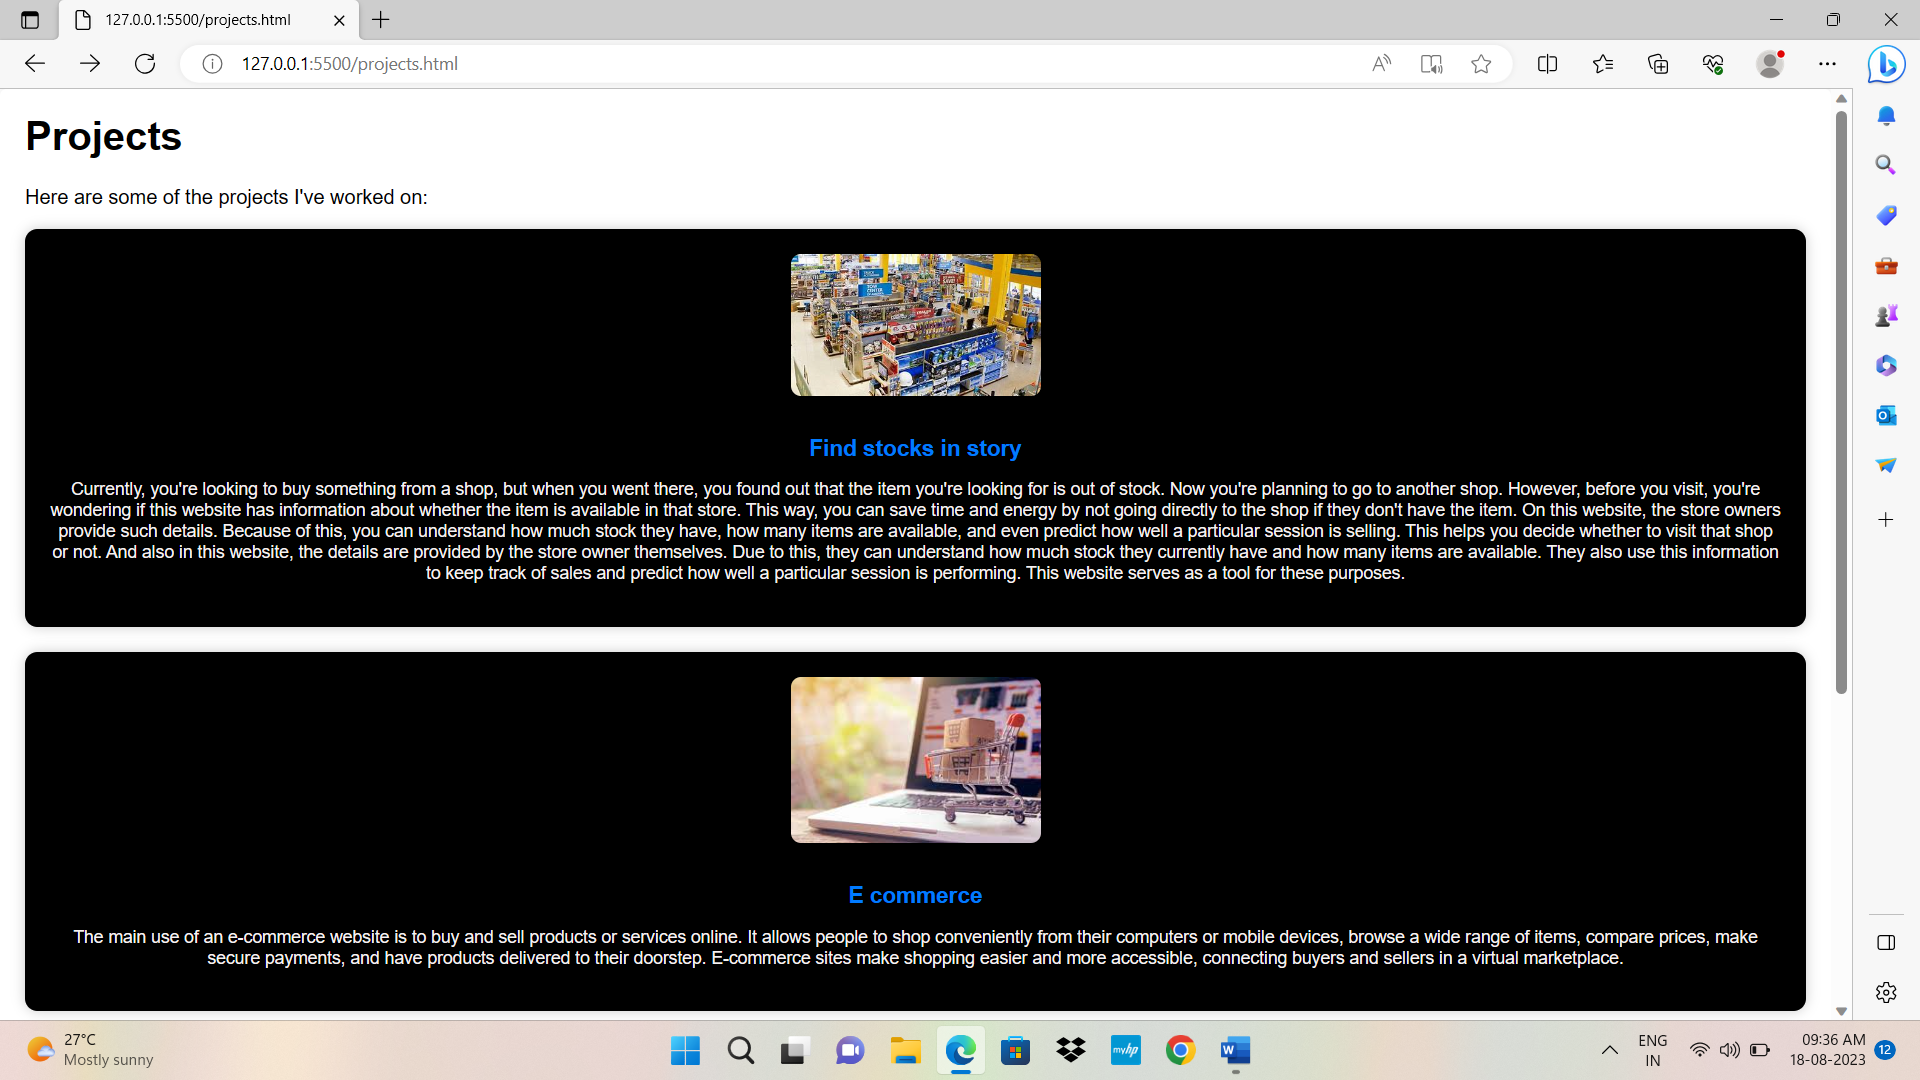 127.0.0.1:5500/projects.html
127.0.0.1:5500/projects.html
Projects
Here are some of the projects I've worked on:
Find stocks in story
Currently, you're looking to buy something from a shop, but when you went there, you found out that the item you're looking for is out of stock. Now you're planning to go to another shop. However, before you visit, you're
wondering if this website has information about whether the item is available in that store. This way, you can save time and energy by not going directly to the shop if they don't have the item. On this website, the store owners
provide such details. Because of this, you can understand how much stock they have, how many items are available, and even predict how well a particular session is selling. This helps you decide whether to visit that shop
or not. And also in this website, the details are provided by the store owner themselves. Due to this, they can understand how much stock they currently have and how many items are available. They also use this information
to keep track of sales and predict how well a particular session is performing. This website serves as a tool for these purposes.
E commerce
The main use of an e-commerce website is to buy and sell products or services online. It allows people to shop conveniently from their computers or mobile devices, browse a wide range of items, compare prices, make
secure payments, and have products delivered to their doorstep. E-commerce sites make shopping easier and more accessible, connecting buyers and sellers in a virtual marketplace.
27°C
Mostly sunny
myhp
W
ENG
IN
09:36 AM
18-08-2023
12